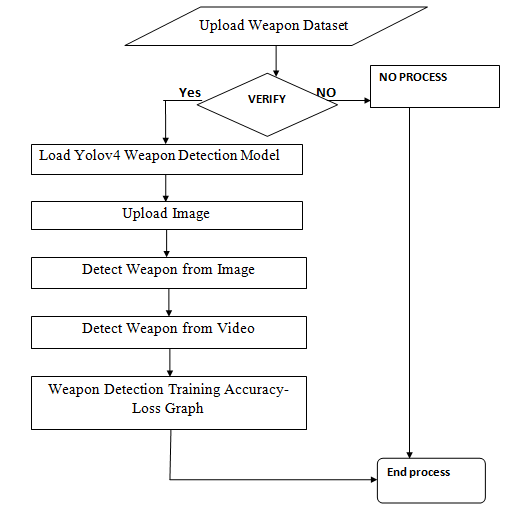 Upload Weapon Dataset
Yes
VERIFY
NO
NO PROCESS
Load Yolov4 Weapon Detection Model
Upload Image
Detect Weapon from Image
Detect Weapon from Video
Weapon Detection Training Accuracy-
Loss Graph
End process